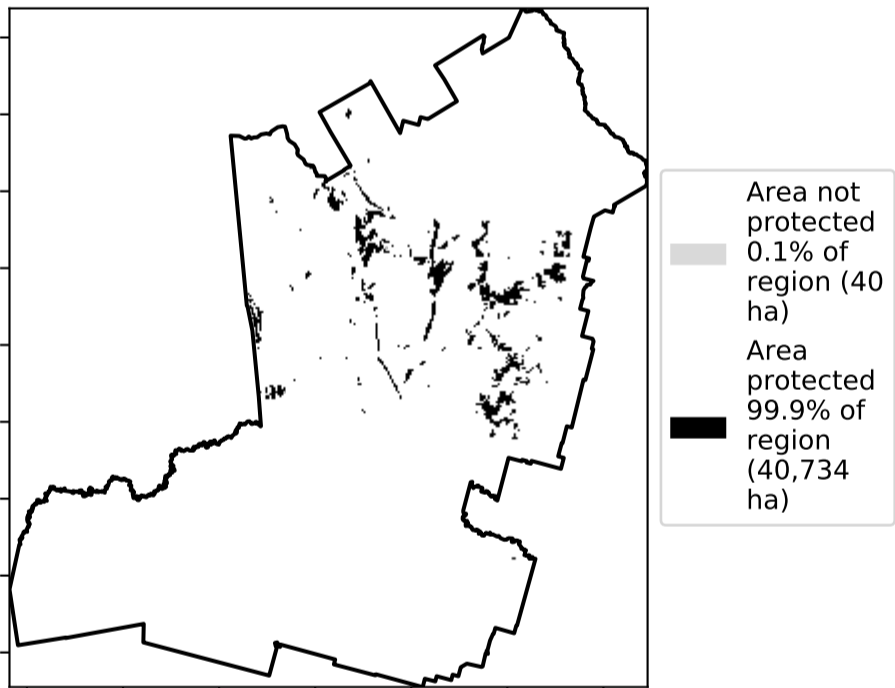 Area not
protected
0.1% of
region (40
ha)
Area
protected
99.9% of
region
(40,734
ha)